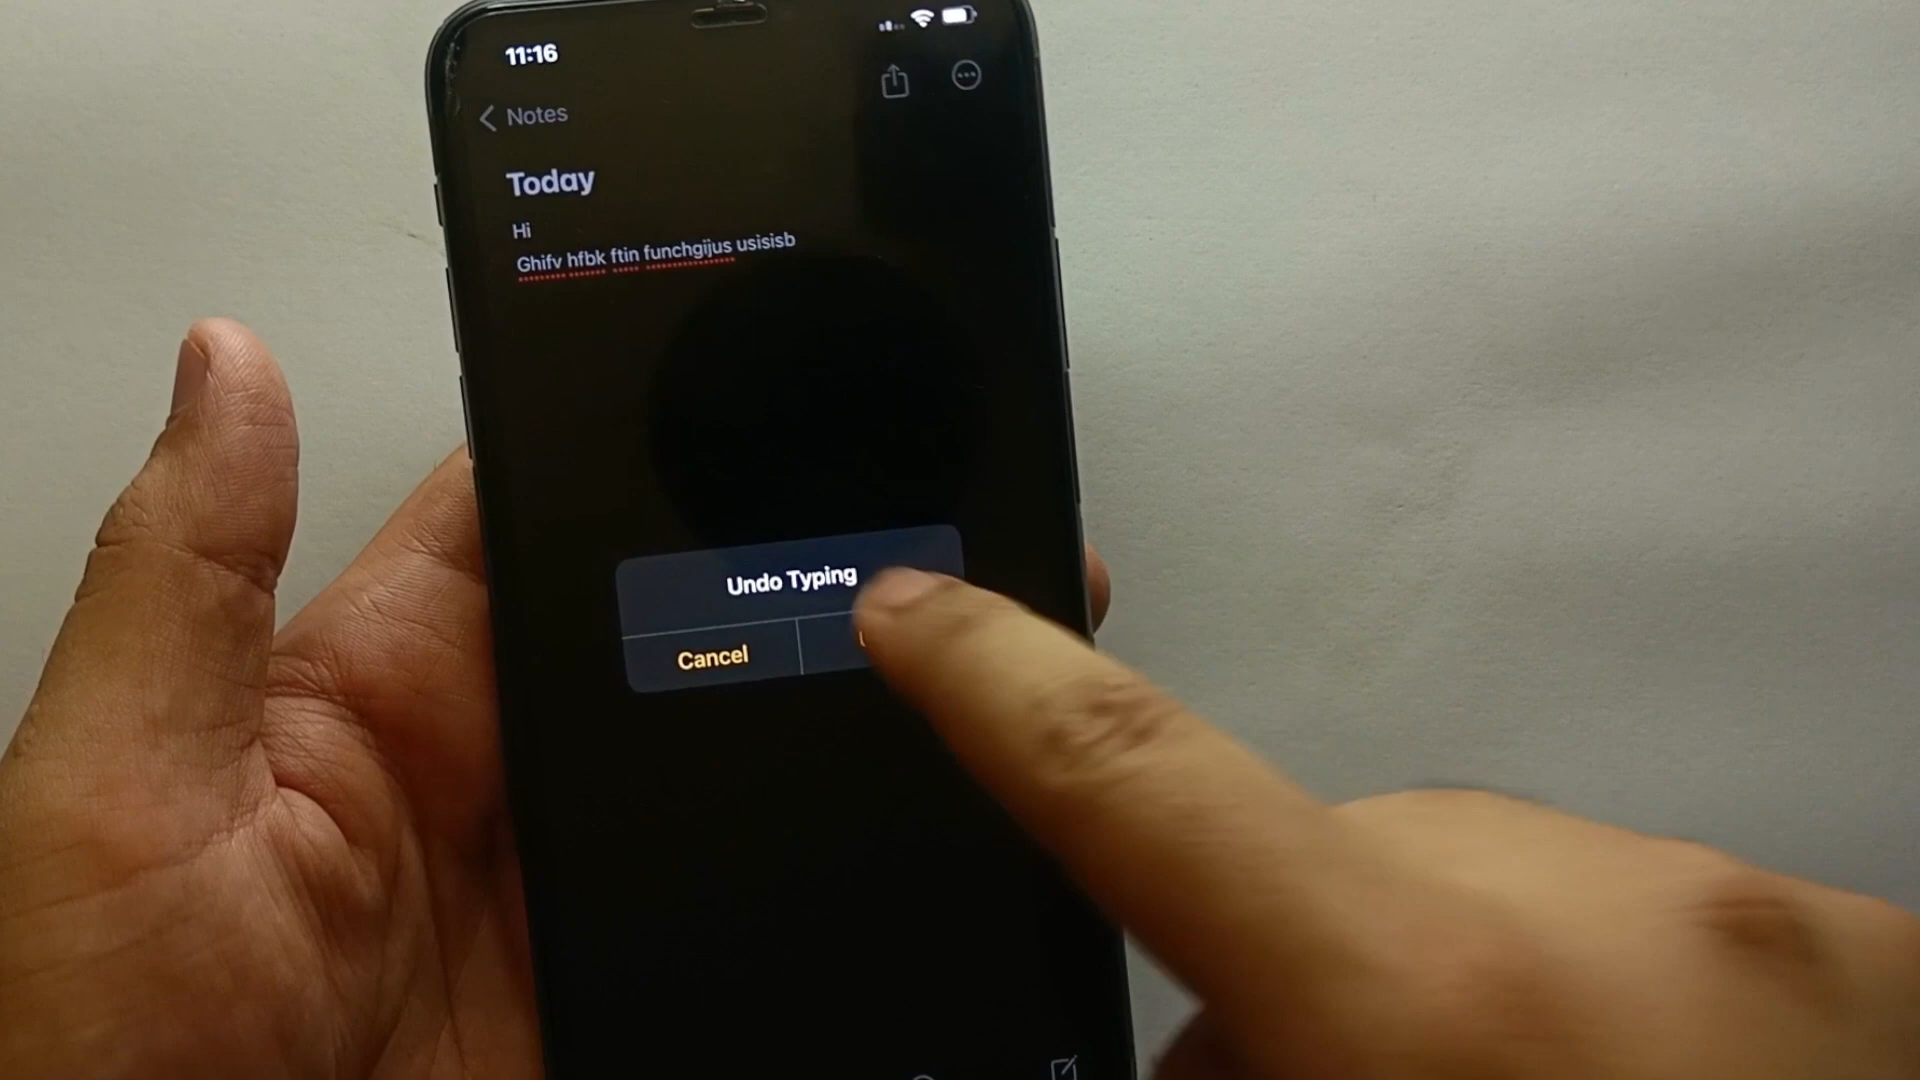 11:16
Notes
Today
Hi
Ghifv hfbk ftin funchgijus usisisb
Undo Typing
Cancel